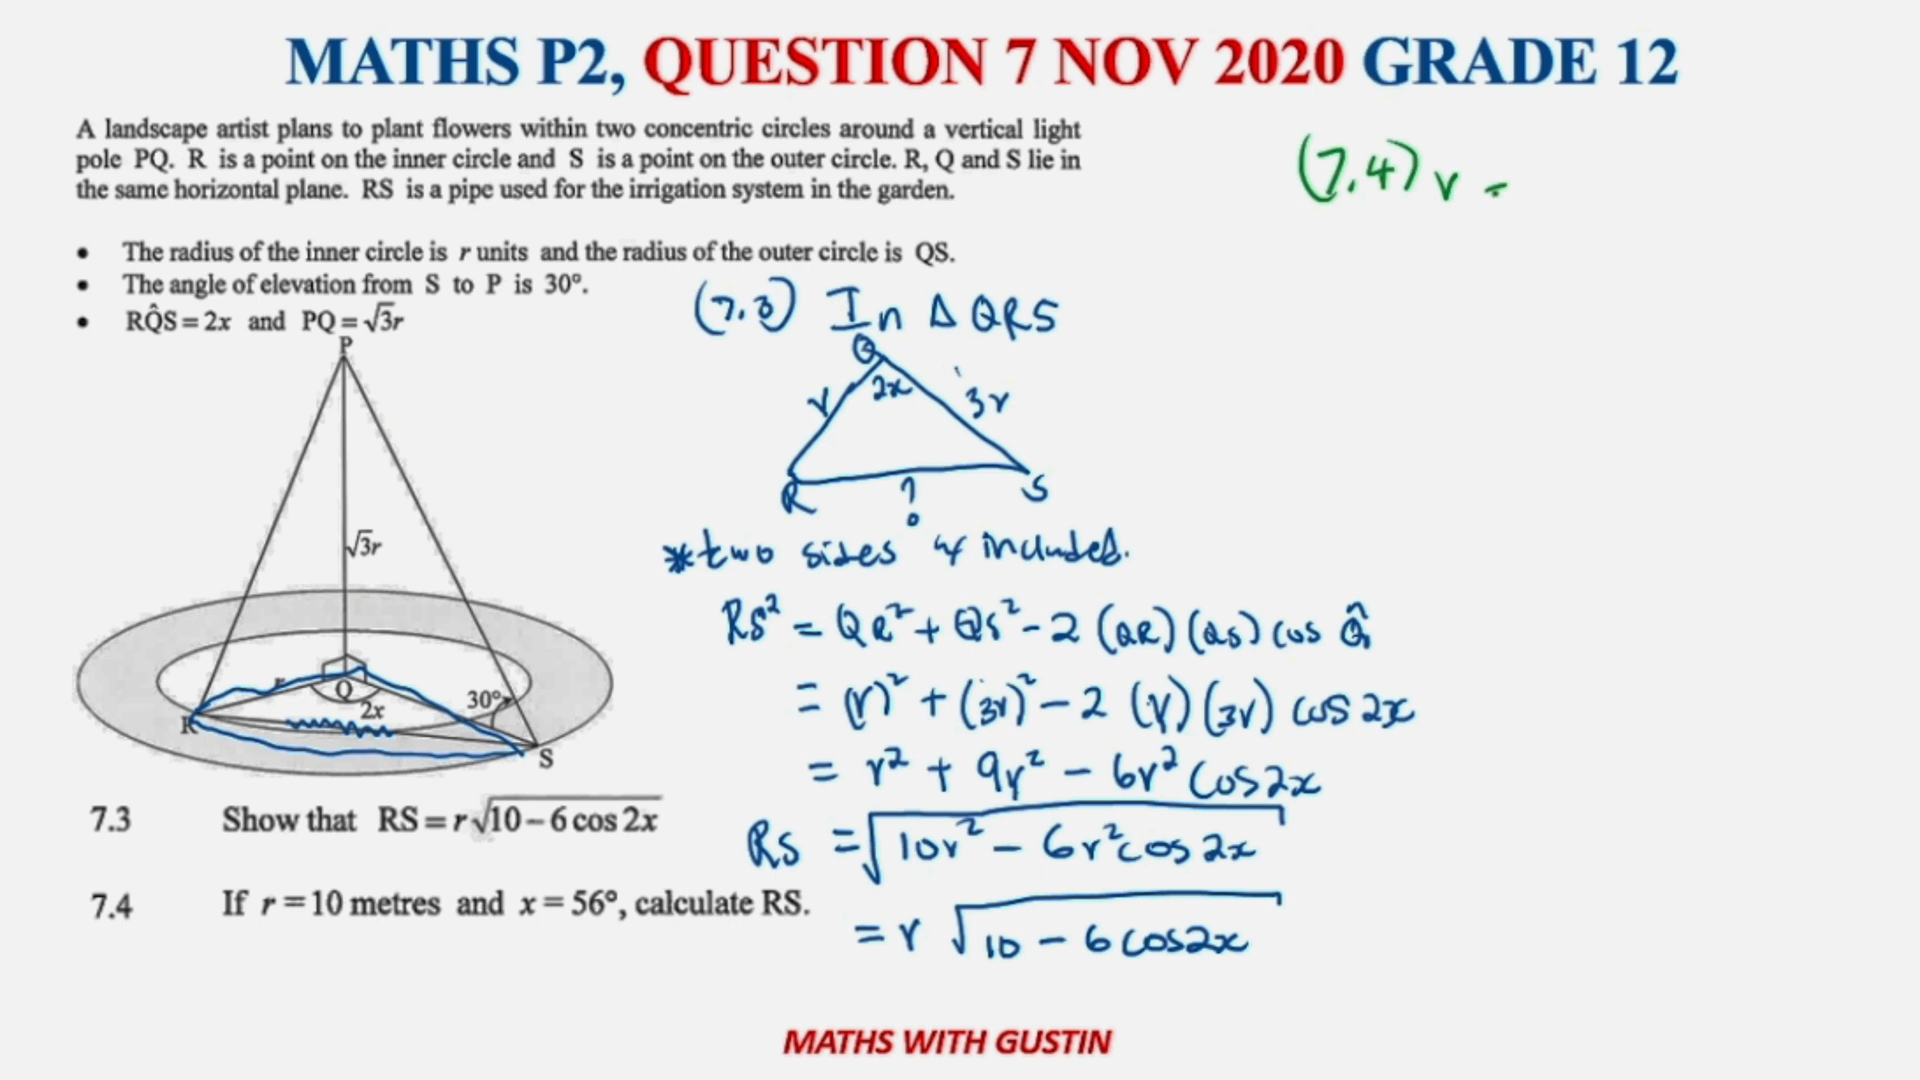 MATHS P2, QUESTION 7 NOV 2020 GRADE 12
A landscape artist plans to plant flowers within two concentric circles around a vertical light
pole PQ. R is a point on the inner circle and S is a point on the outer circle. R, Q and S lie in
the same horizontal plane. RS is a pipe used for the irrigation system in the garden.
(7.4) r =
• The radius of the inner circle is r units and the radius of the outer circle is QS.
• The angle of elevation from S to P is 30°.
• RQ̂S = 2x and PQ = √3r
(7.3) In Δ QRS
P
Q
r 2x 3r
R ? S
√3r
*two sides & included.
RS² = QR² + QS² - 2 (QR) (QS) cos Q̂
= (r)² + (3r)² - 2 (r) (3r) cos 2x
= r² + 9r² - 6r² cos 2x
r Q 30°
2x
R S
7.3 Show that RS = r√10 − 6 cos 2x
RS = √10r² - 6r² cos 2x
7.4 If r = 10 metres and x = 56°, calculate RS.
= r √10 - 6 cos 2x
MATHS WITH GUSTIN